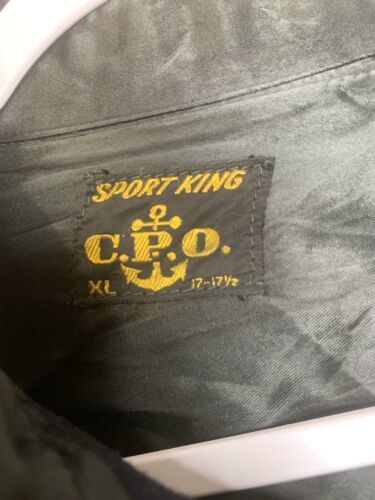 SPORT KING
C.P.O.
XL 17-17½